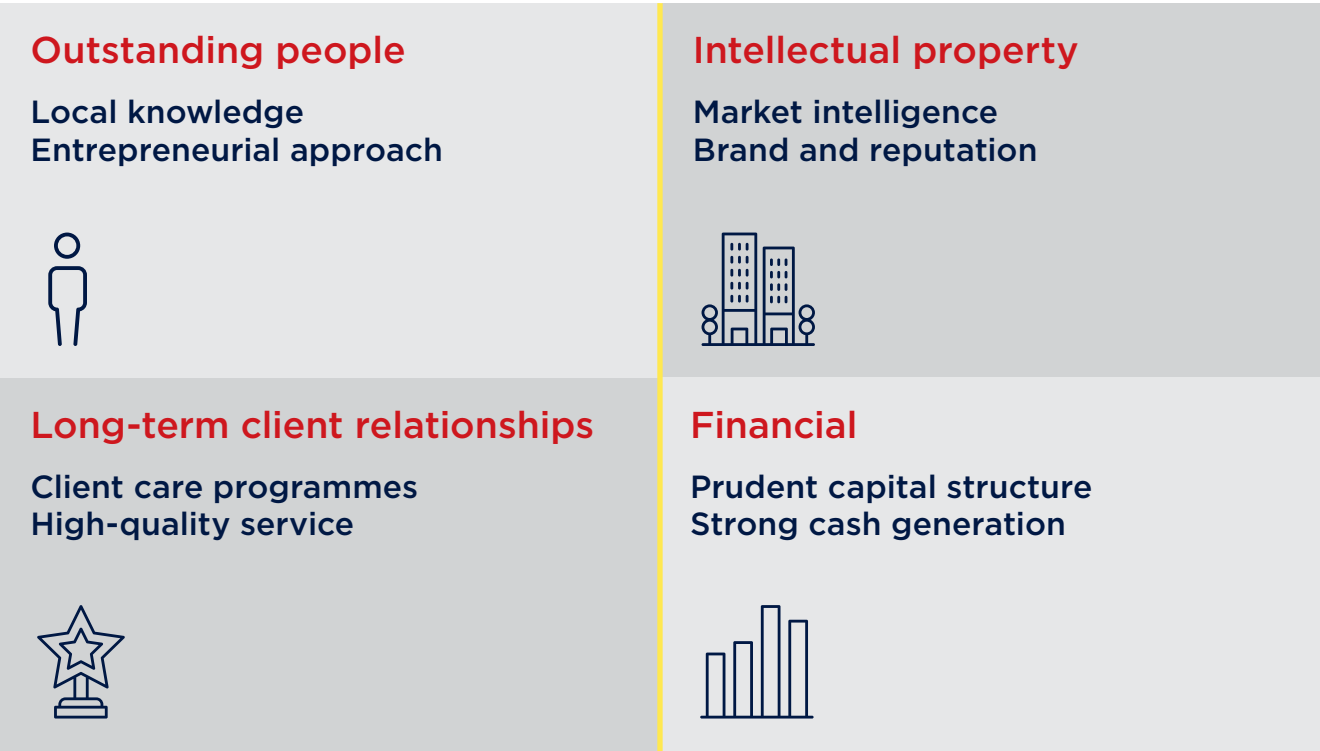 Outstanding people
Local knowledge
Entrepreneurial approach
Intellectual property
Market intelligence
Brand and reputation
Long-term client relationships
Client care programmes
High-quality service
Financial
Prudent capital structure
Strong cash generation